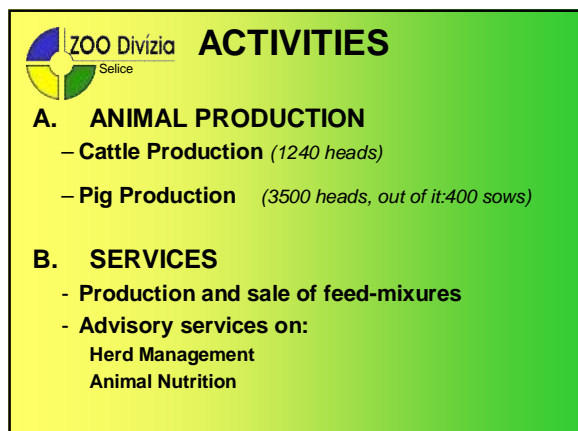 ZOO Divízia
Selice
ACTIVITIES
A. ANIMAL PRODUCTION
– Cattle Production (1240 heads)
– Pig Production (3500 heads, out of it:400 sows)
B. SERVICES
- Production and sale of feed-mixures
- Advisory services on:
Herd Management
Animal Nutrition